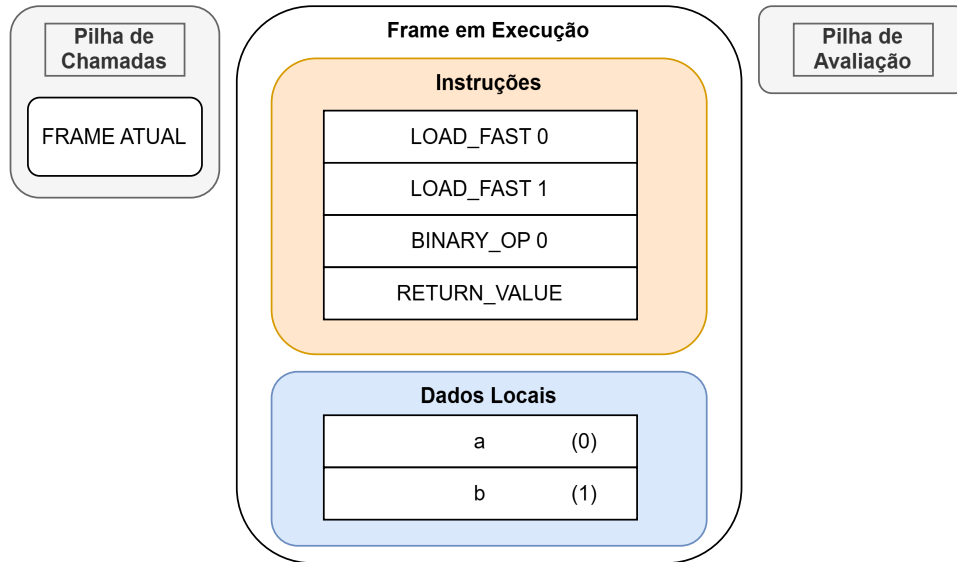 Pilha de
Chamadas
FRAME ATUAL
Frame em Execução
Instruções
LOAD_FAST 0
LOAD_FAST 1
BINARY_OP 0
RETURN_VALUE
Dados Locais
a (0)
b (1)
Pilha de
Avaliação